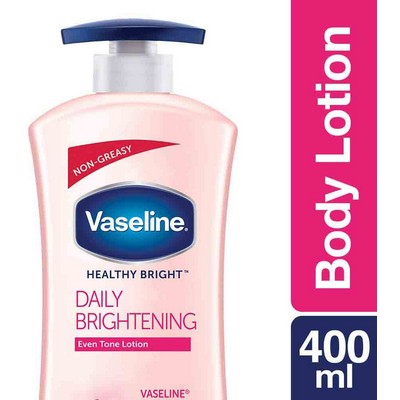 NON-GREASY
Vaseline®
HEALTHY BRIGHT™
DAILY
BRIGHTENING
Even Tone Lotion
VASELINE®
Body Lotion
400
ml